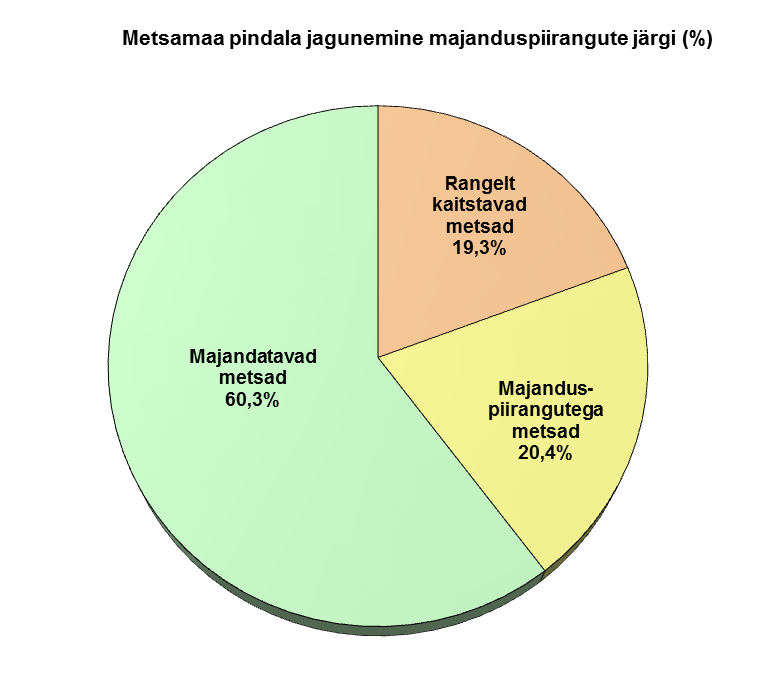 Metsamaa pindala jagunemine majanduspiirangute järgi (%)
Rangelt
kaitstavad
metsad
19,3%
Majandus-
piirangutega
metsad
20,4%
Majandatavad
metsad
60,3%